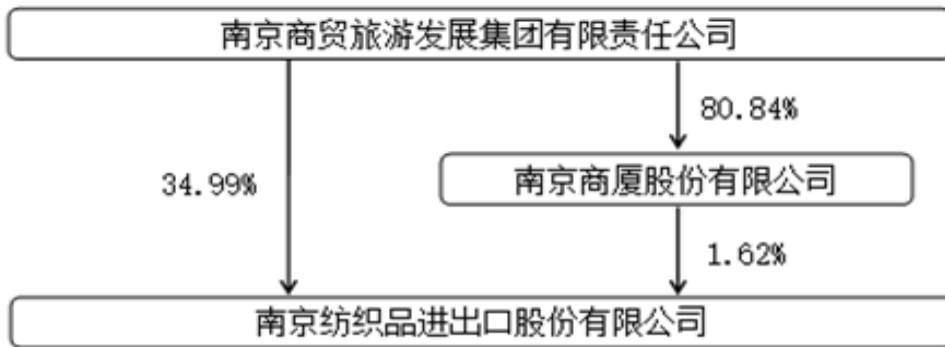 南京商贸旅游发展集团有限责任公司
80.84%
34.99%
南京商厦股份有限公司
1.62%
南京纺织品进出口股份有限公司